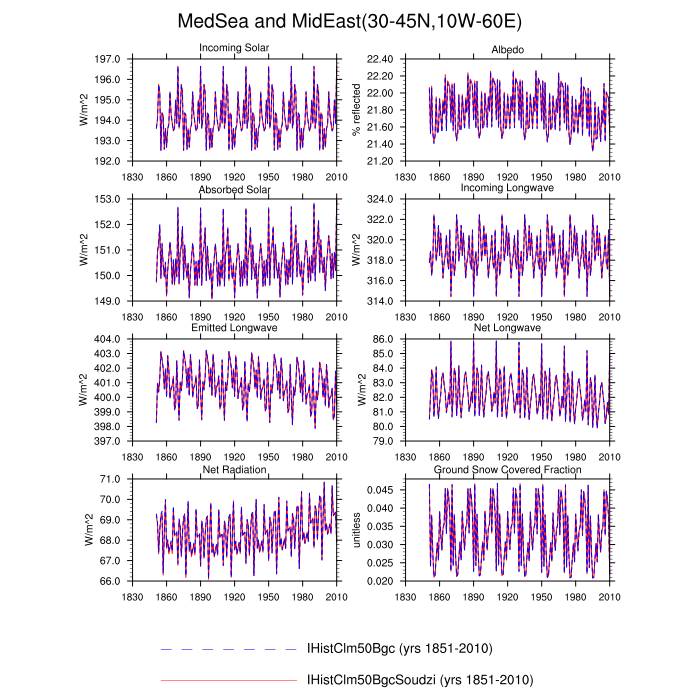 MedSea and MidEast(30-45N,10W-60E)
Incoming Solar
W/m^2
197.0
196.0
195.0
194.0
193.0
192.0
1830 1860 1890 1920 1950 1980 2010
Albedo
% reflected
22.40
22.20
22.00
21.80
21.60
21.40
21.20
1830 1860 1890 1920 1950 1980 2010
Absorbed Solar
W/m^2
153.0
152.0
151.0
150.0
149.0
1830 1860 1890 1920 1950 1980 2010
Incoming Longwave
W/m^2
324.0
322.0
320.0
318.0
316.0
314.0
1830 1860 1890 1920 1950 1980 2010
Emitted Longwave
W/m^2
404.0
403.0
402.0
401.0
400.0
399.0
398.0
397.0
1830 1860 1890 1920 1950 1980 2010
Net Longwave
W/m^2
86.0
85.0
84.0
83.0
82.0
81.0
80.0
79.0
1830 1860 1890 1920 1950 1980 2010
Net Radiation
W/m^2
71.0
70.0
69.0
68.0
67.0
66.0
1830 1860 1890 1920 1950 1980 2010
Ground Snow Covered Fraction
unitless
0.045
0.040
0.035
0.030
0.025
0.020
1830 1860 1890 1920 1950 1980 2010
IHistClm50Bgc (yrs 1851-2010)
IHistClm50BgcSoudzi (yrs 1851-2010)